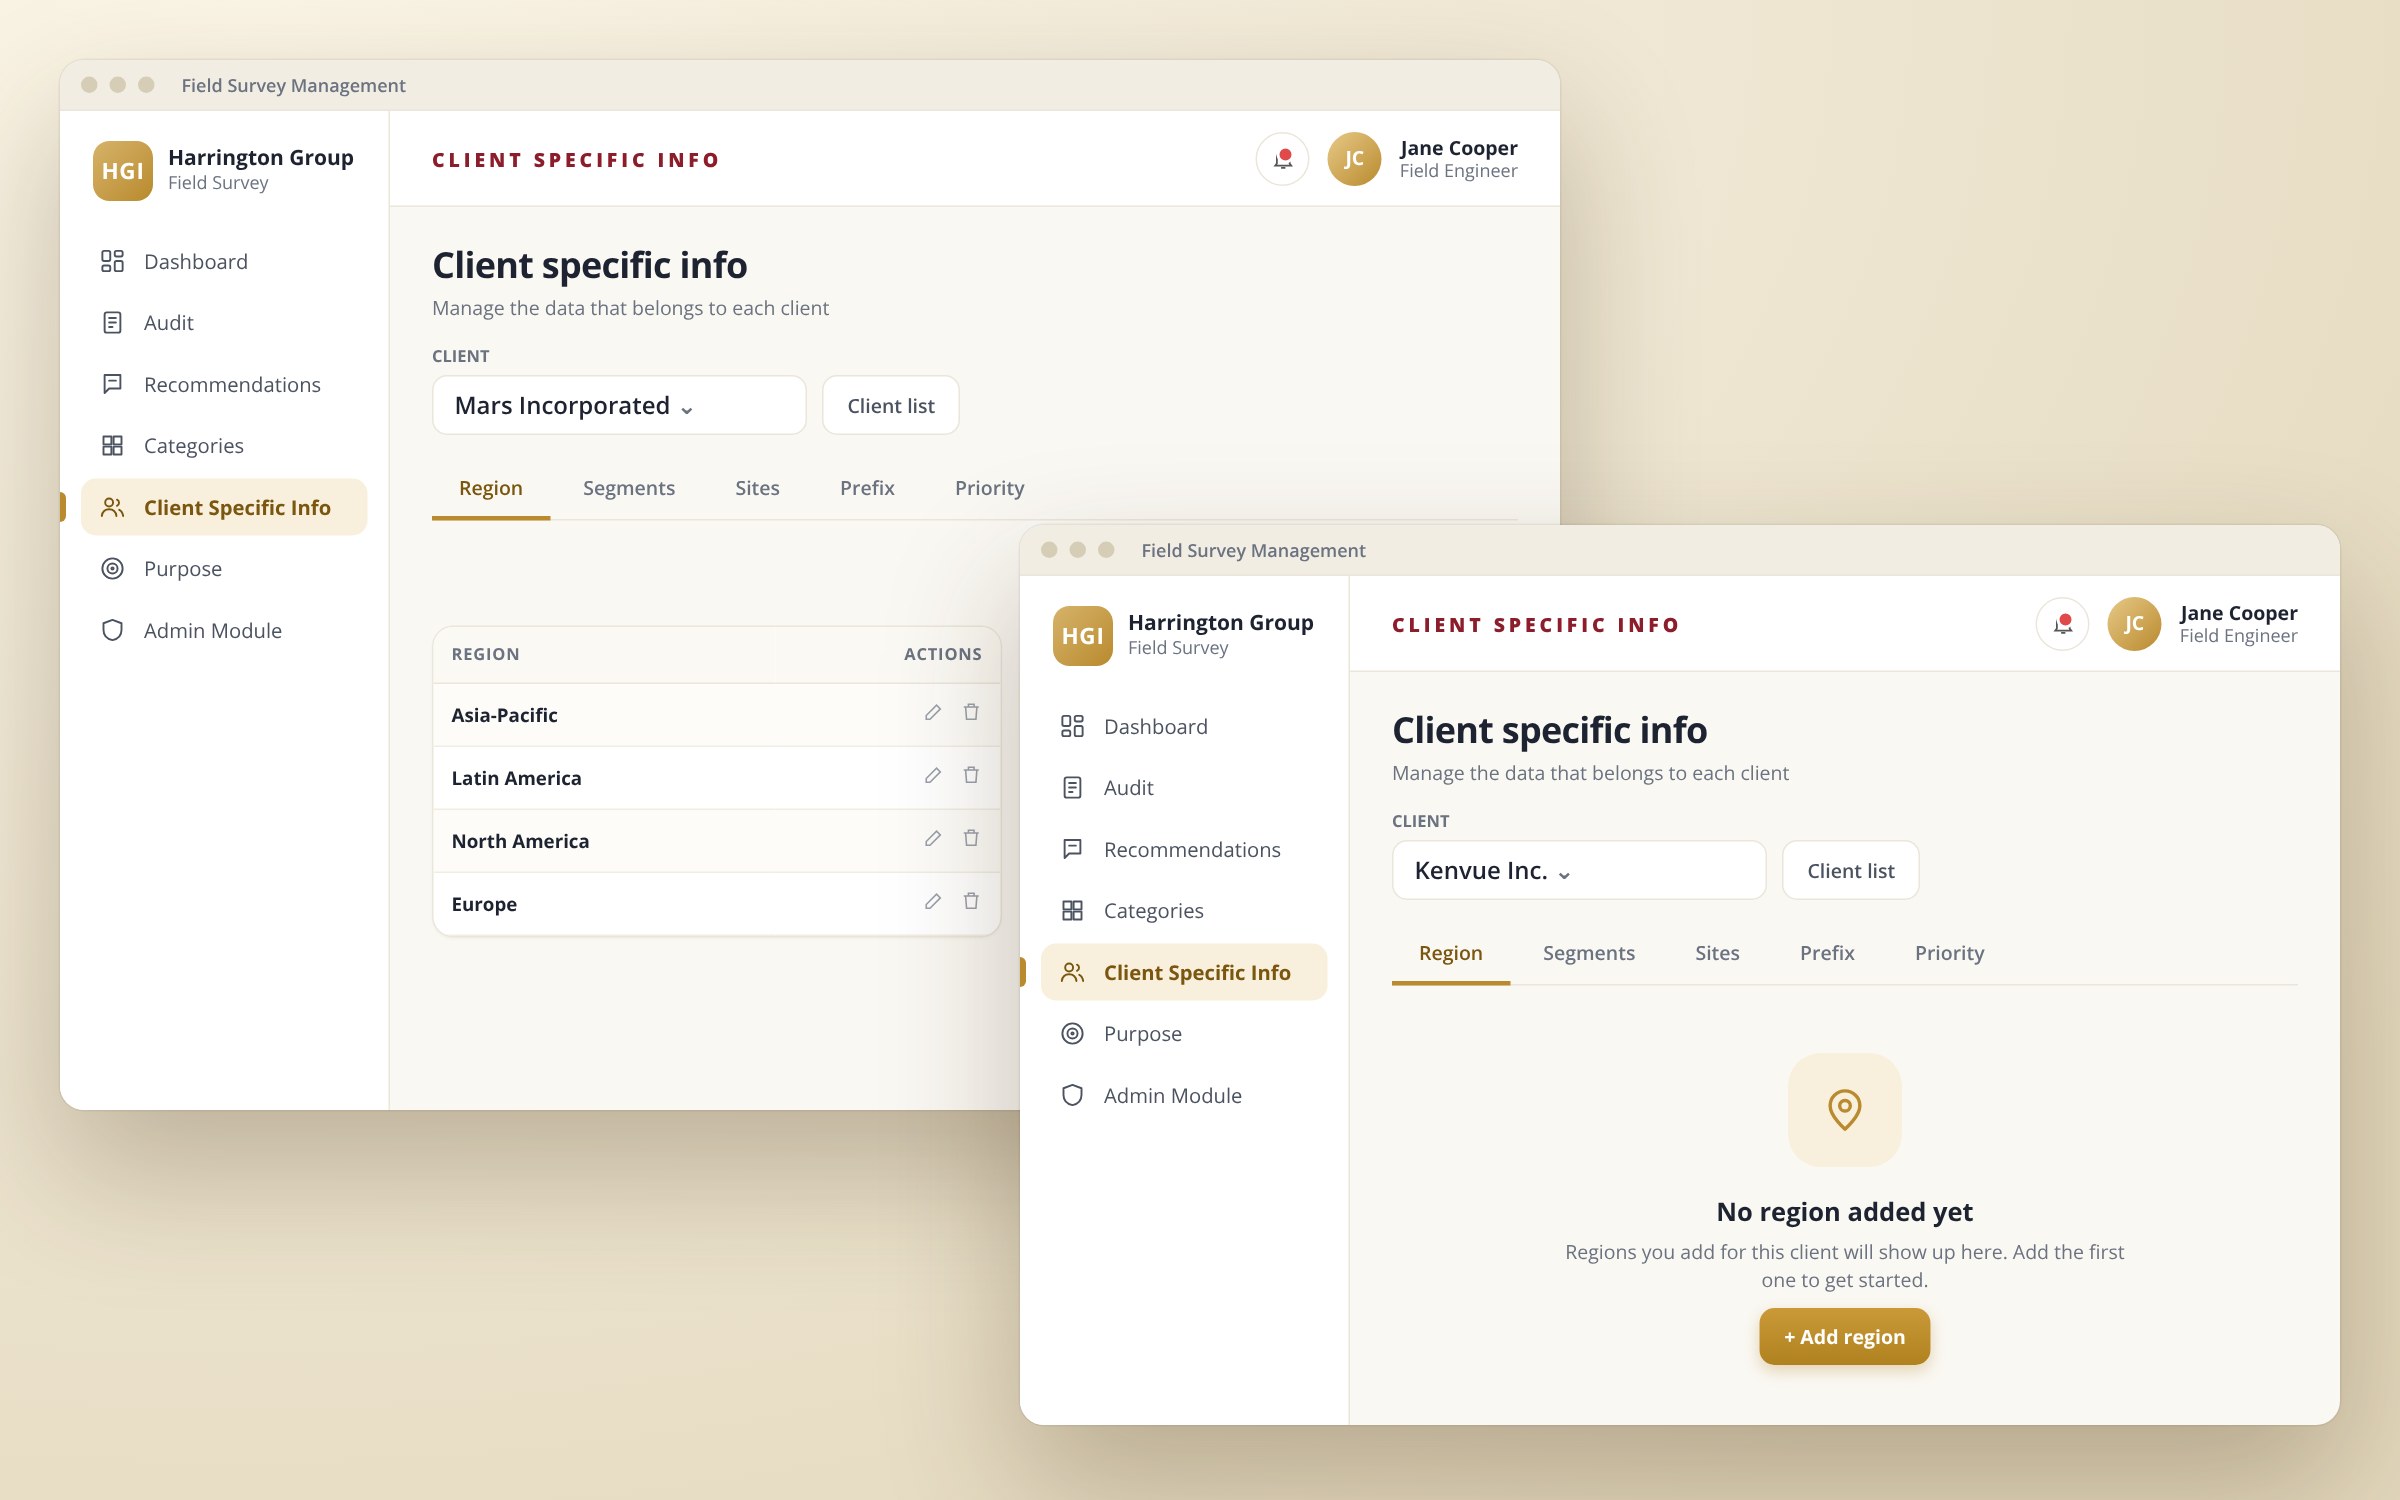 Field Survey Management
HGI
Harrington Group
Field Survey
Dashboard
Audit
Recommendations
Categories
Client Specific Info
Purpose
Admin Module
CLIENT SPECIFIC INFO
JC
Jane Cooper
Field Engineer
Client specific info
Manage the data that belongs to each client
CLIENT
Mars Incorporated
Client list
Region Segments Sites Prefix Priority
REGION ACTIONS
Asia-Pacific
Latin America
North America
Europe
Field Survey Management
HGI
Harrington Group
Field Survey
Dashboard
Audit
Recommendations
Categories
Client Specific Info
Purpose
Admin Module
CLIENT SPECIFIC INFO
JC
Jane Cooper
Field Engineer
Client specific info
Manage the data that belongs to each client
CLIENT
Kenvue Inc.
Client list
Region Segments Sites Prefix Priority
No region added yet
Regions you add for this client will show up here. Add the first
one to get started.
+ Add region